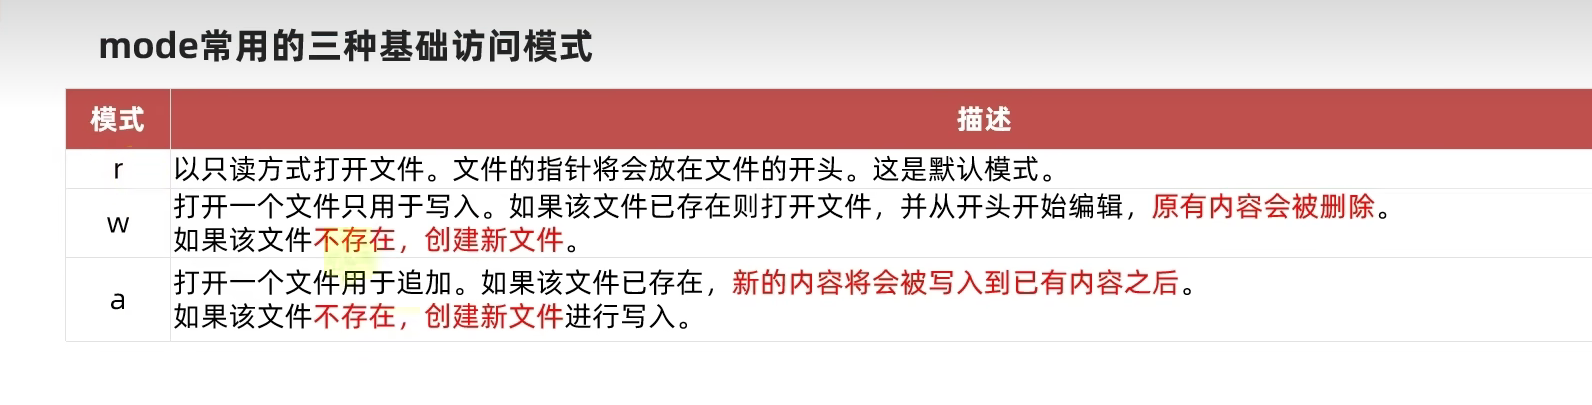 mode常用的三种基础访问模式
模式 描述
r 以只读方式打开文件。文件的指针将会放在文件的开头。这是默认模式。
w 打开一个文件只用于写入。如果该文件已存在则打开文件，并从开头开始编辑，原有内容会被删除。
如果该文件不存在，创建新文件。
a 打开一个文件用于追加。如果该文件已存在，新的内容将会被写入到已有内容之后。
如果该文件不存在，创建新文件进行写入。